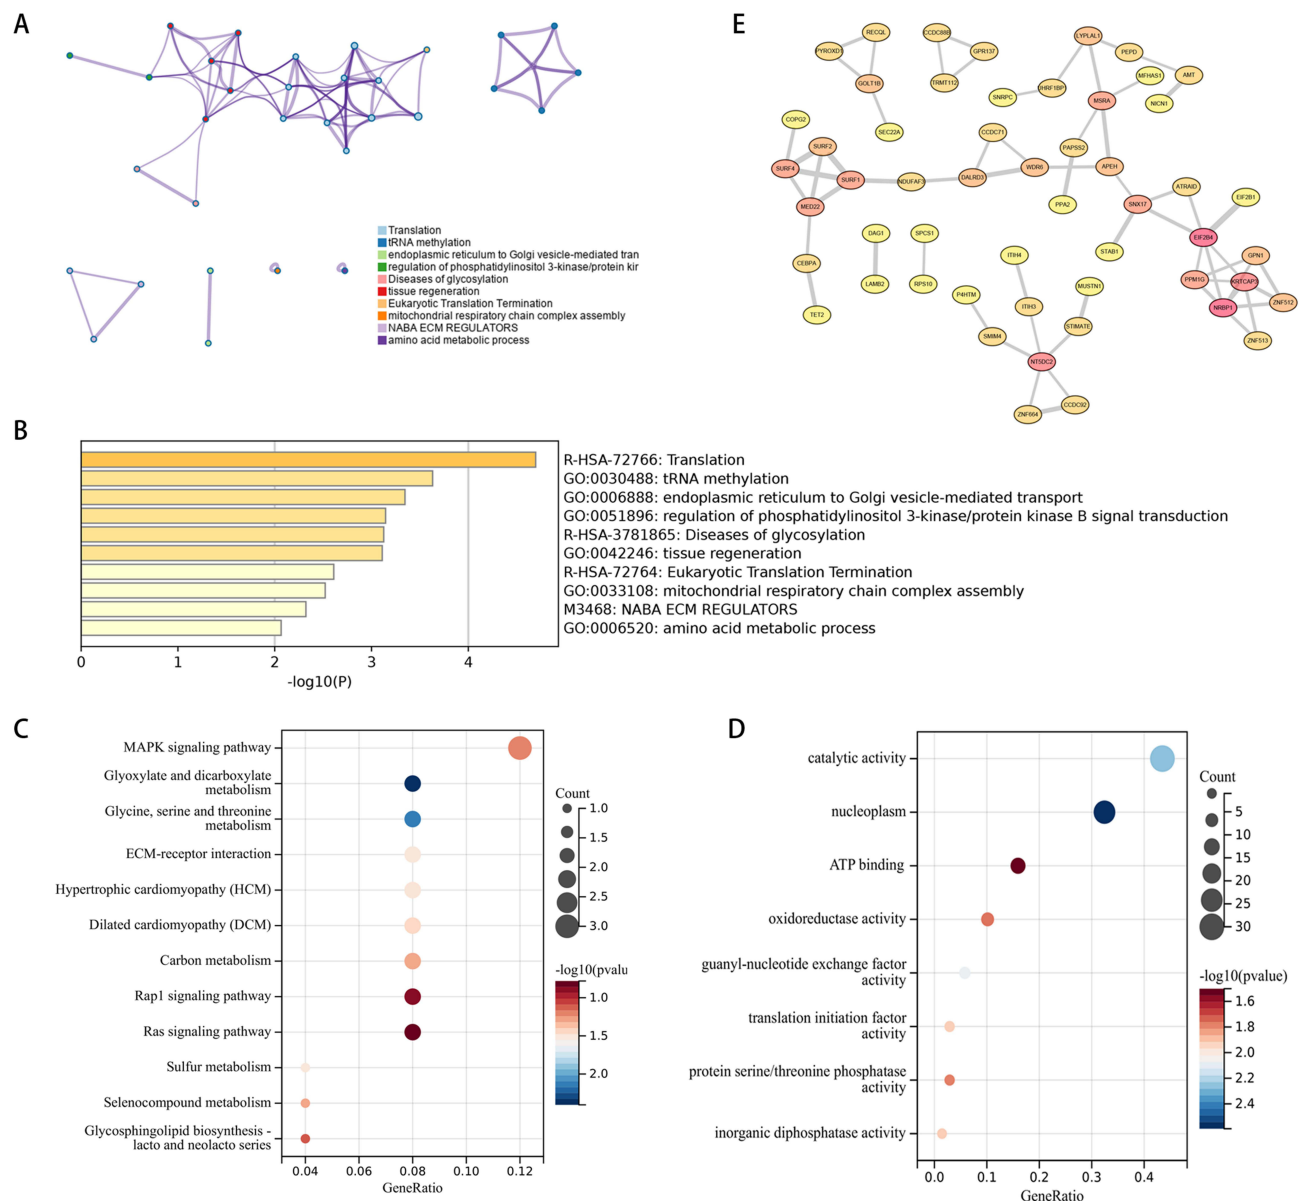 A
Translation
tRNA methylation
endoplasmic reticulum to Golgi vesicle-mediated tran
regulation of phosphatidylinositol 3-kinase/protein kir
Diseases of glycosylation
tissue regeneration
Eukaryotic Translation Termination
mitochondrial respiratory chain complex assembly
NABA ECM REGULATORS
amino acid metabolic process
E
RECQL
PYROXD1
GOLT1B
SEC22A
CCDC88B
GPR137
TRMT112
LYPLAL1
PEPD
MFHAS1
AMT
NICN1
UHRF1BP
SNRPC
MSRA
COPG2
SURF2
SURF4
SURF1
MED22
NDUFAF3
CCDC71
DALRD3
WDR6
PAPSS2
APEH
PPA2
SNX17
ATRAID
EIF2B1
STAB1
EIF2B4
DAG1
SPCS1
LAMB2
RPS10
CEBPA
TET2
ITIH4
P4HTM
ITIH3
MUSTN1
SMIM4
STIMATE
NT5DC2
ZNF664
CCDC92
GPN1
PPM1G
KRTCAP3
NRBP1
ZNF512
ZNF513
B
R-HSA-72766: Translation
GO:0030488: tRNA methylation
GO:0006888: endoplasmic reticulum to Golgi vesicle-mediated transport
GO:0051896: regulation of phosphatidylinositol 3-kinase/protein kinase B signal transduction
R-HSA-3781865: Diseases of glycosylation
GO:0042246: tissue regeneration
R-HSA-72764: Eukaryotic Translation Termination
GO:0033108: mitochondrial respiratory chain complex assembly
M3468: NABA ECM REGULATORS
GO:0006520: amino acid metabolic process
0 1 2 3 4
-log10(P)
C
MAPK signaling pathway
Glyoxylate and dicarboxylate
metabolism
Glycine, serine and threonine
metabolism
ECM-receptor interaction
Hypertrophic cardiomyopathy (HCM)
Dilated cardiomyopathy (DCM)
Carbon metabolism
Rap1 signaling pathway
Ras signaling pathway
Sulfur metabolism
Selenocompound metabolism
Glycosphingolipid biosynthesis -
lacto and neolacto series
0.04 0.06 0.08 0.10 0.12
GeneRatio
Count
1.0
1.5
2.0
2.5
3.0
-log10(pvalu
1.0
1.5
2.0
D
catalytic activity
nucleoplasm
ATP binding
oxidoreductase activity
guanyl-nucleotide exchange factor
activity
translation initiation factor
activity
protein serine/threonine phosphatase
activity
inorganic diphosphatase activity
0.0 0.1 0.2 0.3 0.4
GeneRatio
Count
5
10
15
20
25
30
-log10(pvalue)
1.6
1.8
2.0
2.2
2.4